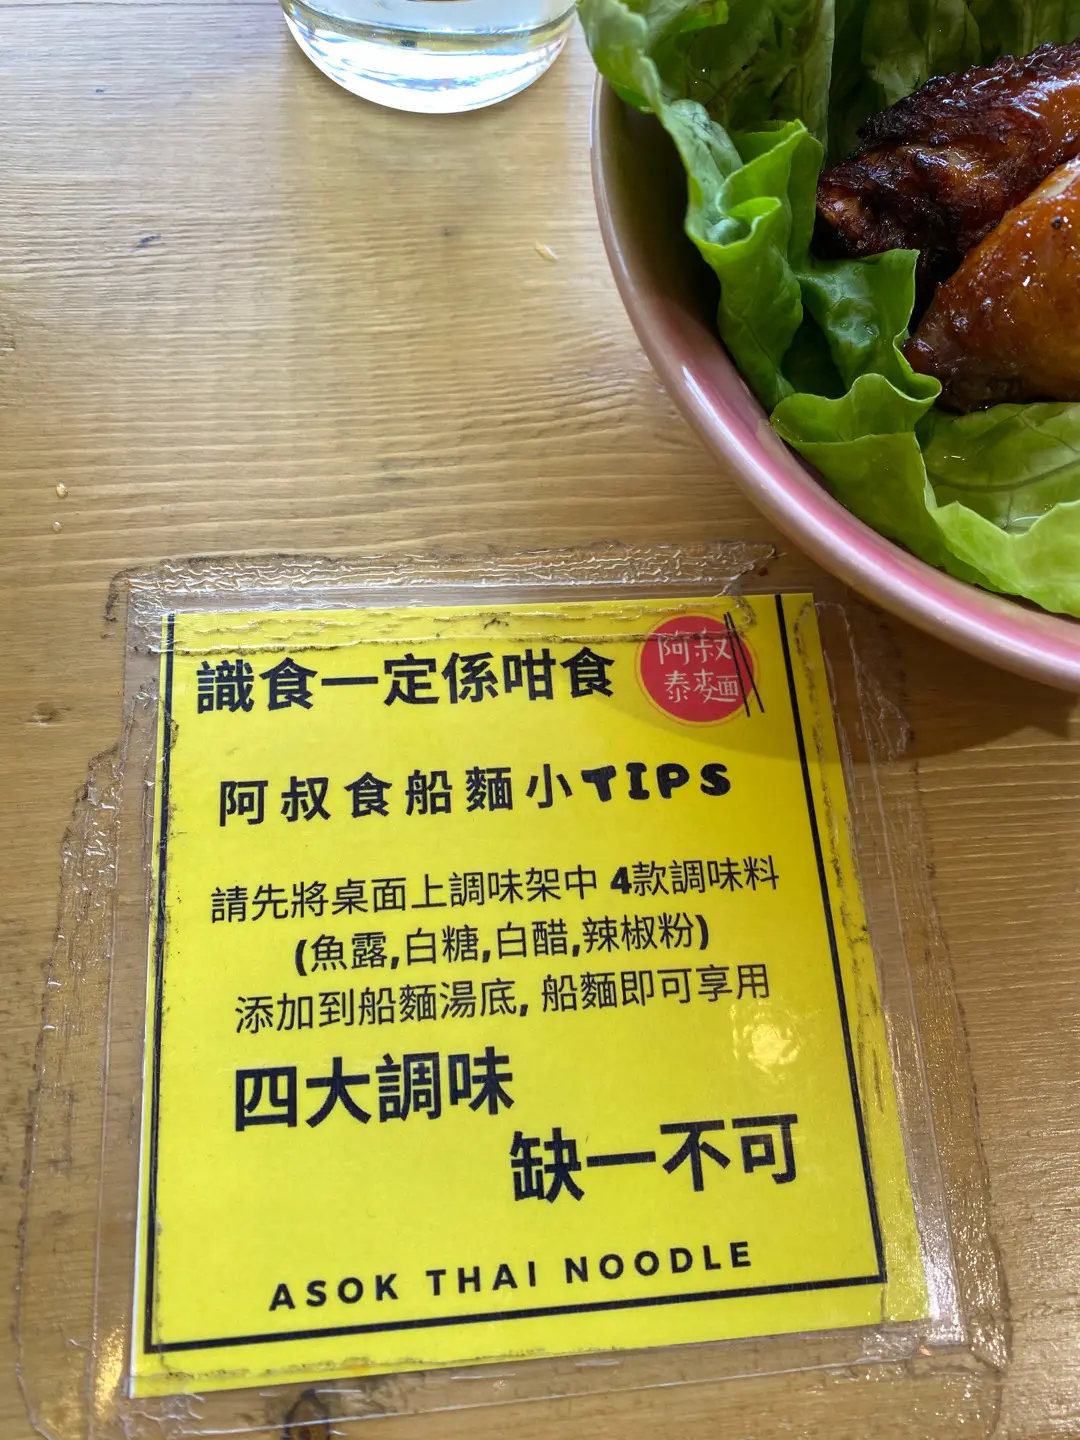 識食一定係咁食
阿叔
泰麵
阿叔食船麵小TIPS
請先將桌面上調味架中 4款調味料
(魚露,白糖,白醋,辣椒粉)
添加到船麵湯底, 船麵即可享用
四大調味
缺一不可
ASOK THAI NOODLE